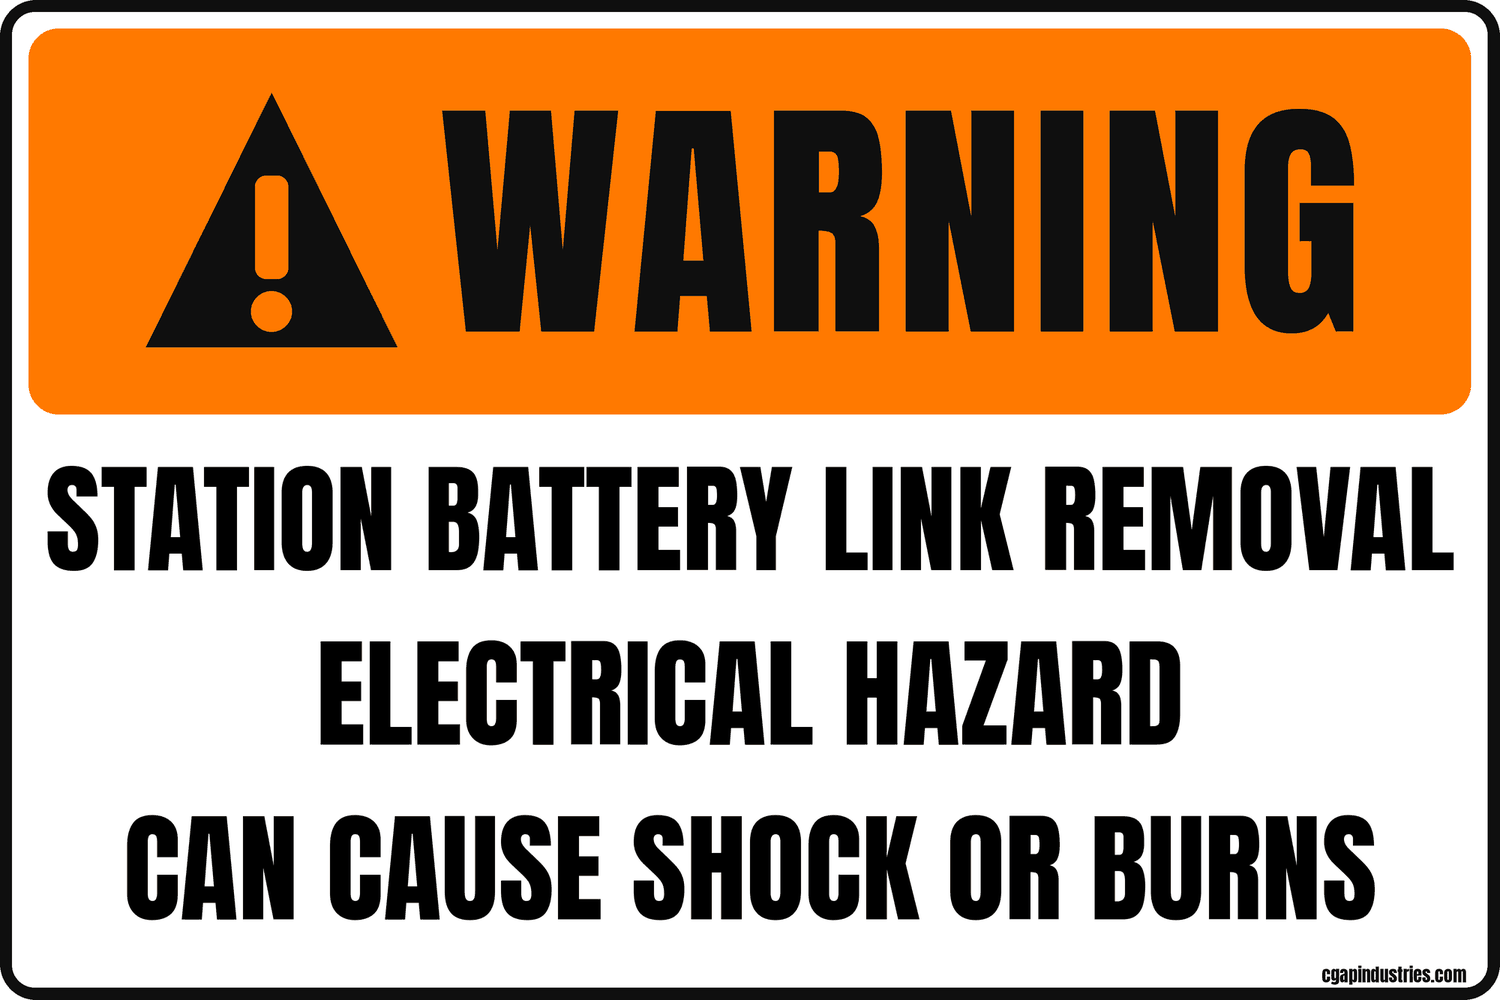 WARNING
STATION BATTERY LINK REMOVAL
ELECTRICAL HAZARD
CAN CAUSE SHOCK OR BURNS
cgapindustries.com